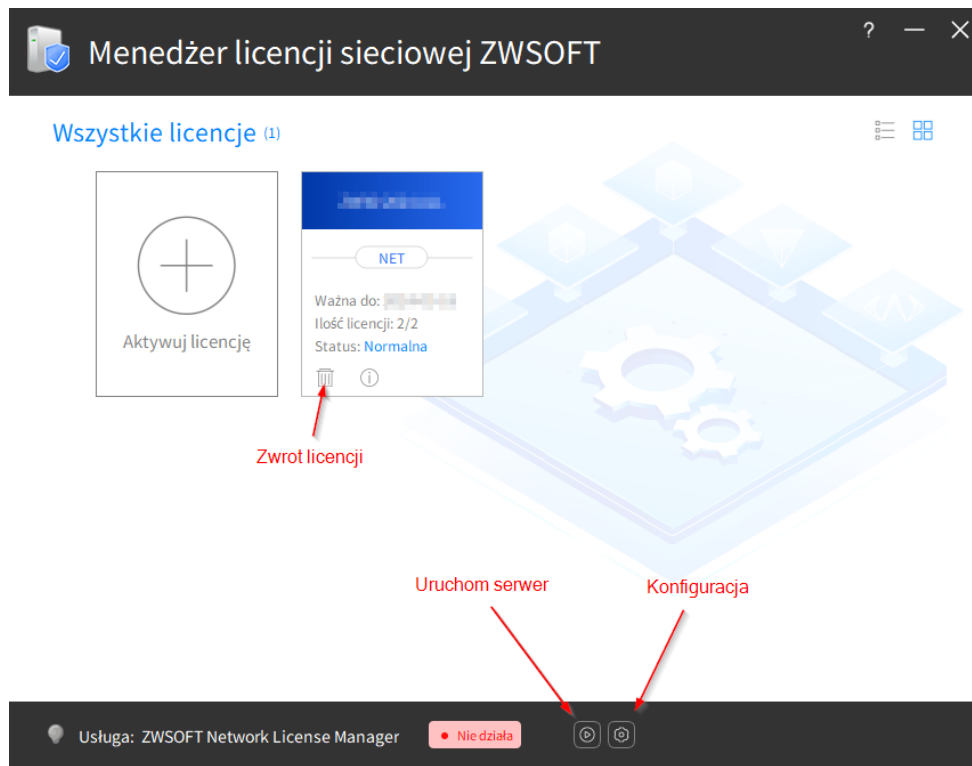 Menedżer licencji sieciowej ZWSOFT
?
Wszystkie licencje (1)
Aktywuj licencję
NET
Ważna do:
Ilość licencji: 2/2
Status: Normalna
Zwrot licencji
Uruchom serwer
Konfiguracja
Usługa: ZWSOFT Network License Manager
Nie działa